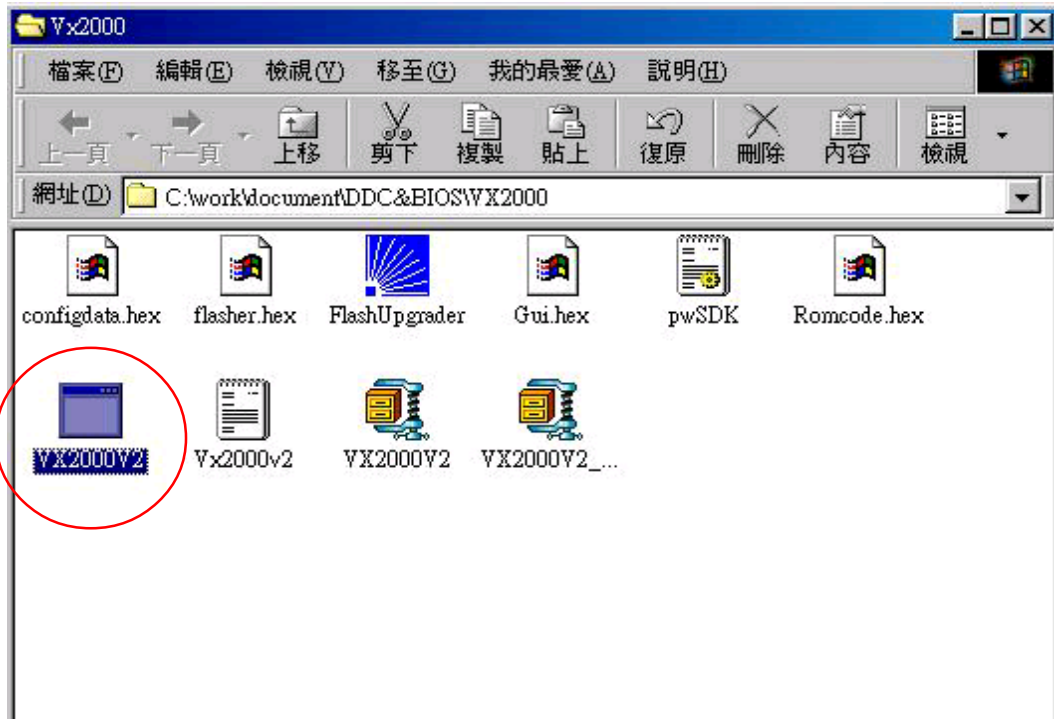 Vx2000
檔案(F) 編輯(E) 檢視(V) 移至(G) 我的最愛(A) 說明(H)
上一頁 下一頁 上移 剪下 複製 貼上 復原 刪除 內容 檢視
網址(D) C:\work\document\DDC&BIOS\VX2000
configdata.hex flasher.hex FlashUpgrader Gui.hex pwSDK Romcode.hex
VX2000V2 Vx2000v2 VX2000V2 VX2000V2_...